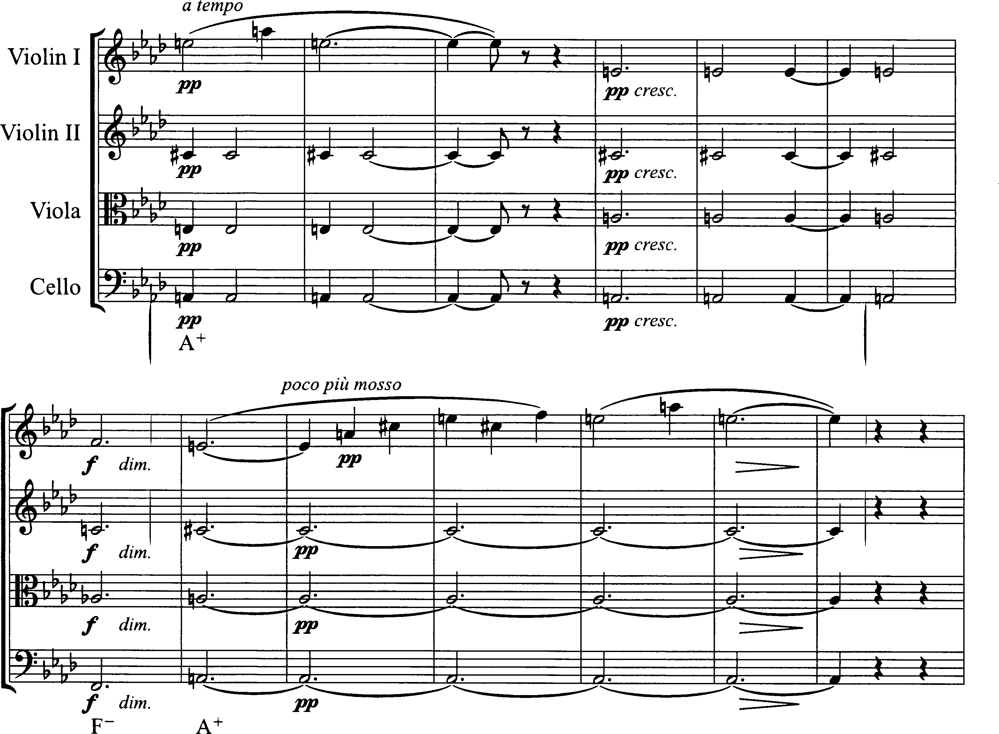 a tempo
Violin I
pp
pp cresc.
Violin II
pp
pp cresc.
Viola
pp
pp cresc.
Cello
pp
pp cresc.
A+
poco più mosso
f dim.
pp
f dim.
pp
f dim.
pp
f dim.
pp
F−
A+